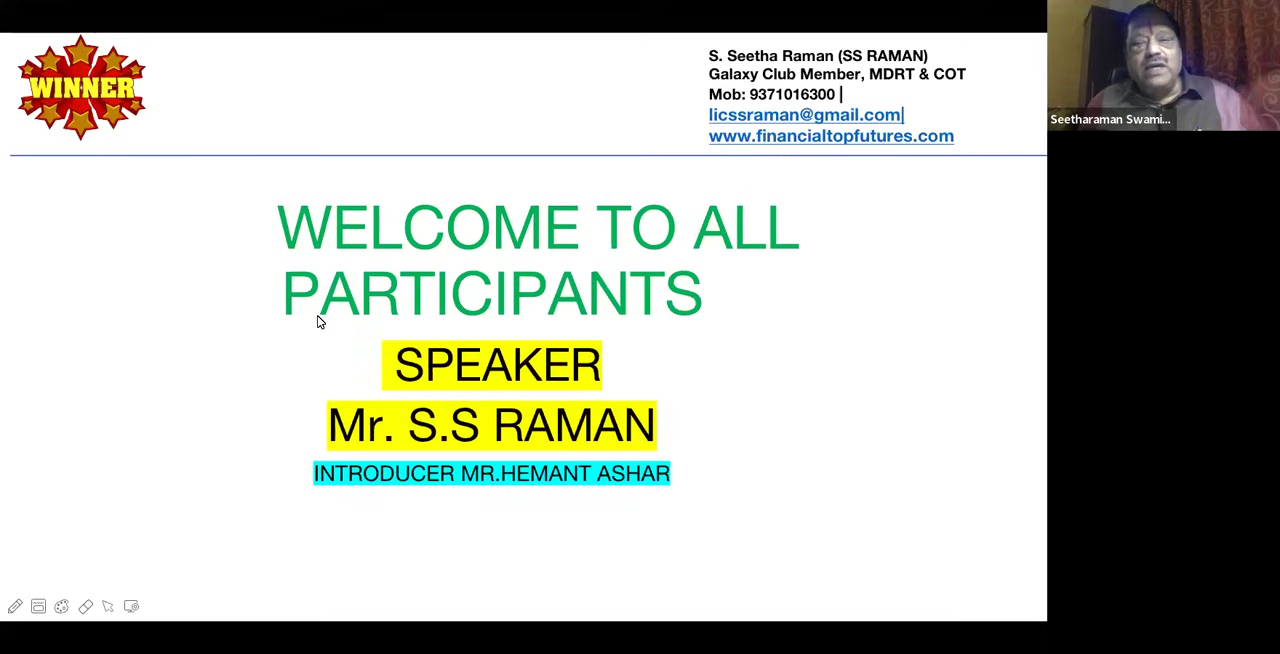 WINNER
S. Seetha Raman (SS RAMAN)
Galaxy Club Member, MDRT & COT
Mob: 9371016300 |
licssraman@gmail.com|
www.financialtopfutures.com
Seetharaman Swami...
WELCOME TO ALL
PARTICIPANTS
SPEAKER
Mr. S.S RAMAN
INTRODUCER MR.HEMANT ASHAR